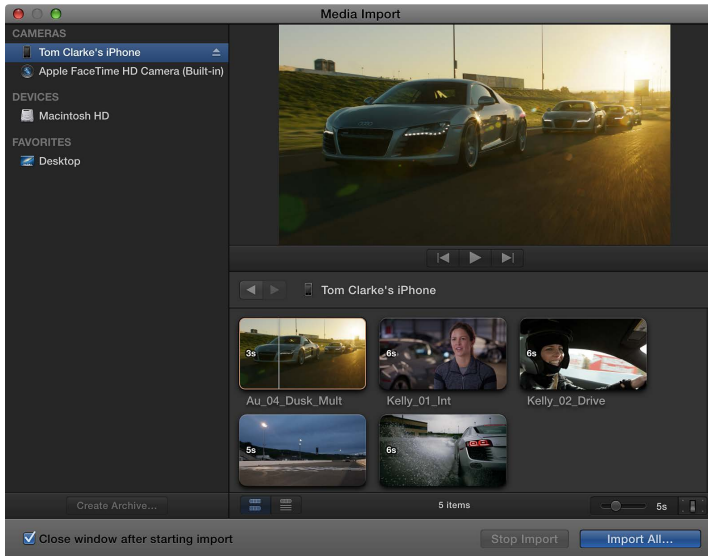 Media Import
CAMERAS
Tom Clarke's iPhone
Apple FaceTime HD Camera (Built-in)
DEVICES
Macintosh HD
FAVORITES
Desktop
Tom Clarke's iPhone
3s
6s
6s
Au_04_Dusk_Mult
Kelly_01_Int
Kelly_02_Drive
5s
6s
Create Archive...
5 items
5s
Close window after starting import
Stop Import
Import All...